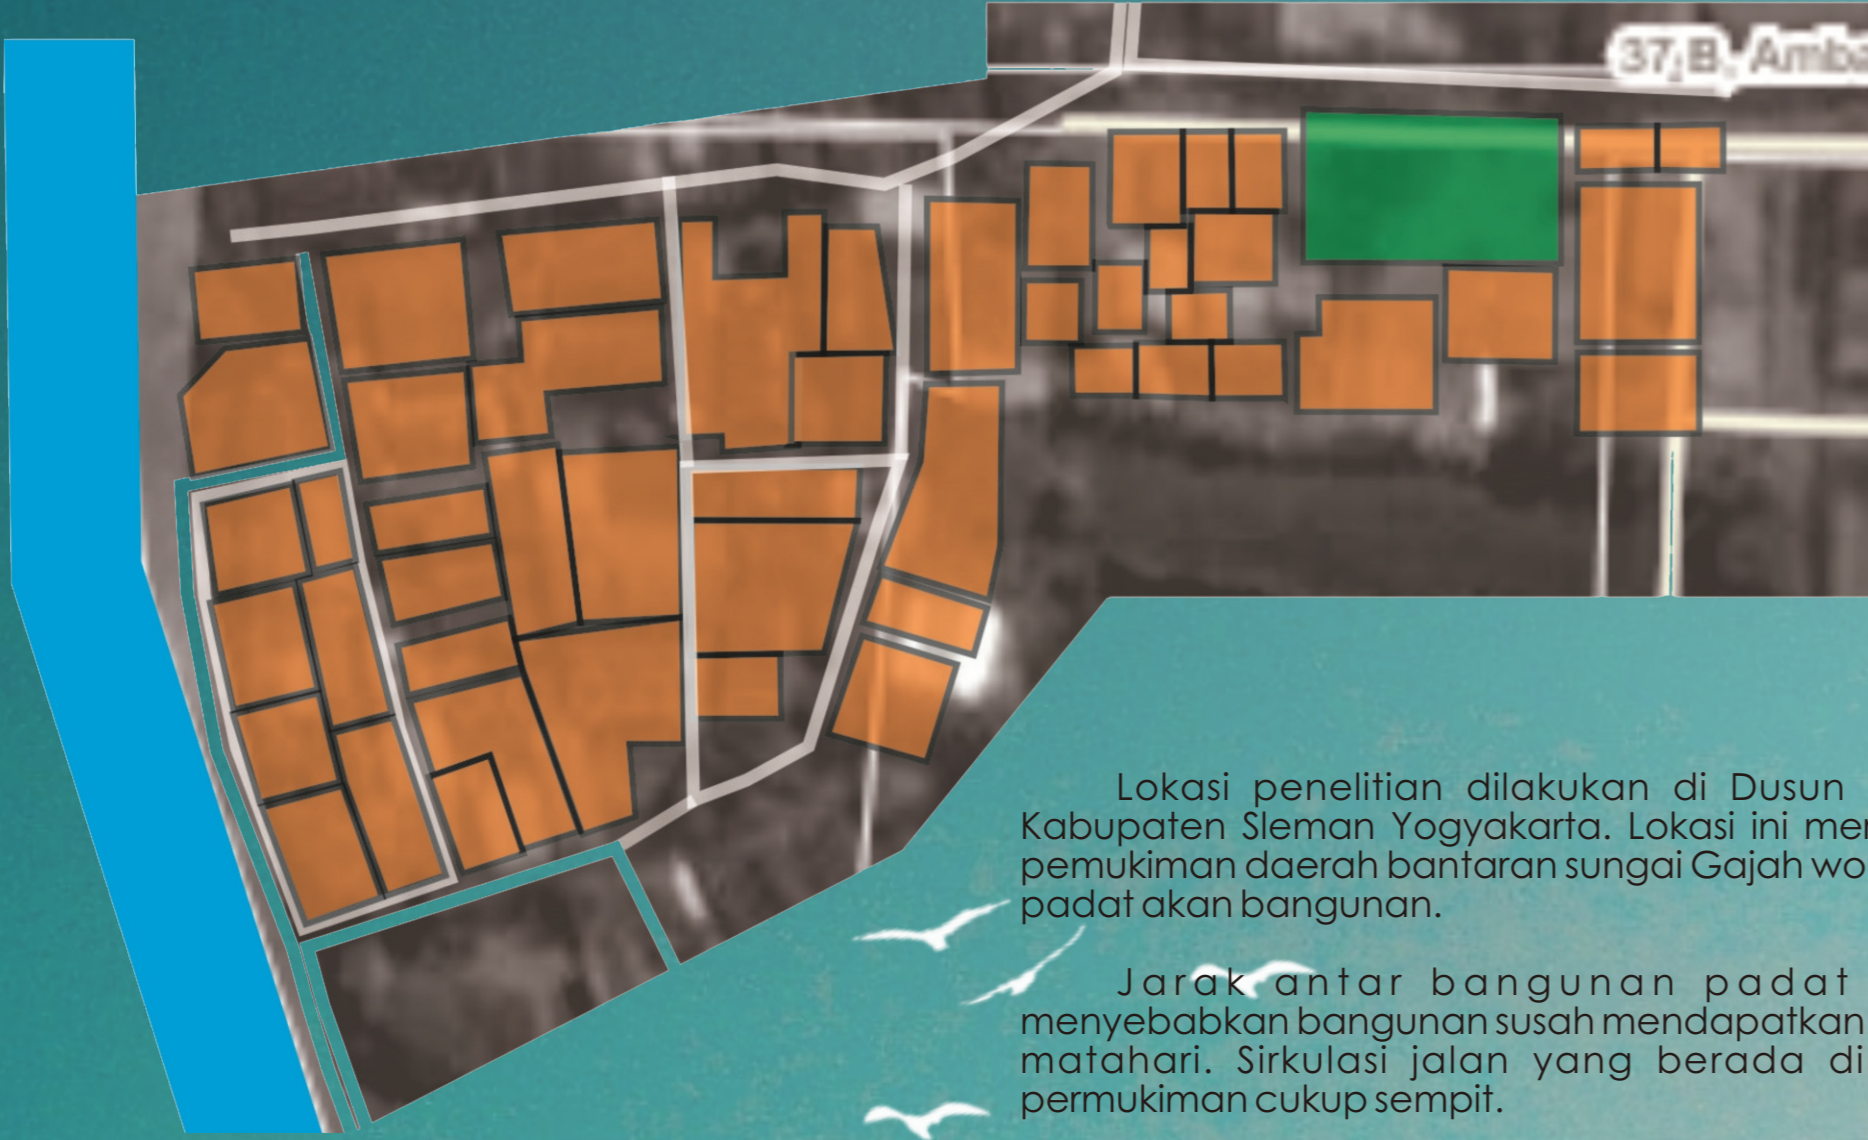 37,B, Amba
Lokasi penelitian dilakukan di Dusun
Kabupaten Sleman Yogyakarta. Lokasi ini mer
pemukiman daerah bantaran sungai Gajah wo
padat akan bangunan.
Jarak antar bangunan padat
menyebabkan bangunan susah mendapatkan
matahari. Sirkulasi jalan yang berada di
permukiman cukup sempit.